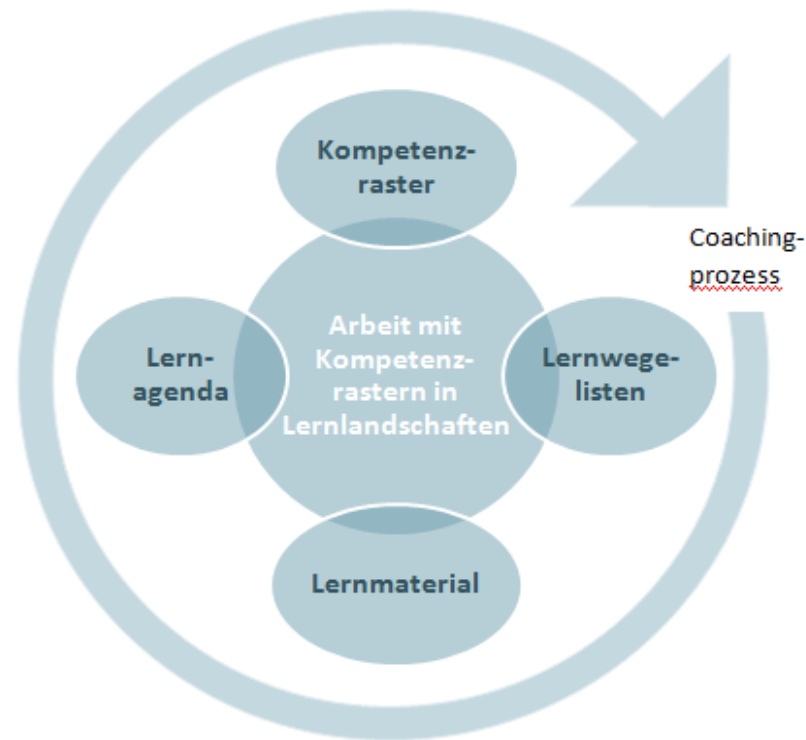 Kompetenz-
raster
Coaching-
prozess
Arbeit mit
Kompetenz-
rastern in
Lernlandschaften
Lern-
agenda
Lernwege-
listen
Lernmaterial